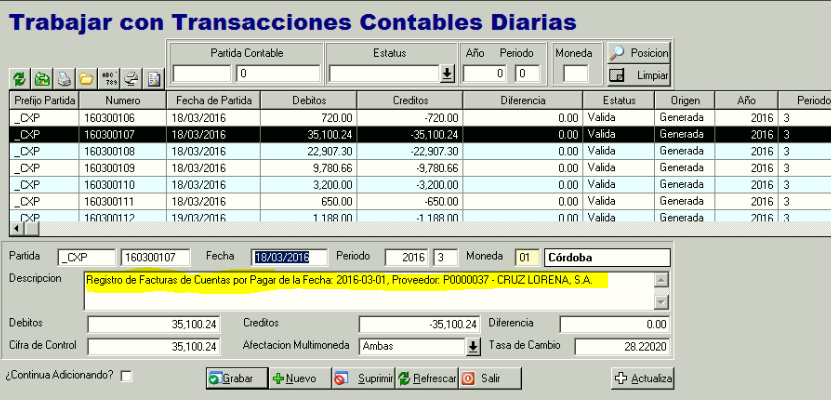 Trabajar con Transacciones Contables Diarias
Partida Contable Estatus Año Periodo Moneda Posicion
0 0 0 Limpiar
Prefijo Partida Numero Fecha de Partida Debitos Creditos Diferencia Estatus Origen Año Periodo
_CXP 160300106 18/03/2016 720.00 -720.00 0.00 Valida Generada 2016 3
_CXP 160300107 18/03/2016 35,100.24 -35,100.24 0.00 Valida Generada 2016 3
_CXP 160300108 18/03/2016 22,907.30 -22,907.30 0.00 Valida Generada 2016 3
_CXP 160300109 18/03/2016 9,780.66 -9,780.66 0.00 Valida Generada 2016 3
_CXP 160300110 18/03/2016 3,200.00 -3,200.00 0.00 Valida Generada 2016 3
_CXP 160300111 18/03/2016 650.00 -650.00 0.00 Valida Generada 2016 3
_CXP 160300112 19/03/2016 1,188.00 -1,188.00 0.00 Valida Generada 2016 3
Partida _CXP 160300107 Fecha 18/03/2016 Periodo 2016 3 Moneda 01 Córdoba
Descripcion Registro de Facturas de Cuentas por Pagar de la Fecha: 2016-03-01, Proveedor: P0000037 - CRUZ LORENA, S.A.
Debitos 35,100.24 Creditos -35,100.24 Diferencia 0.00
Cifra de Control 35,100.24 Afectacion Multimoneda Ambas Tasa de Cambio 28.22020
¿Continua Adicionando? Grabar Nuevo Suprimir Refrescar Salir Actualiza